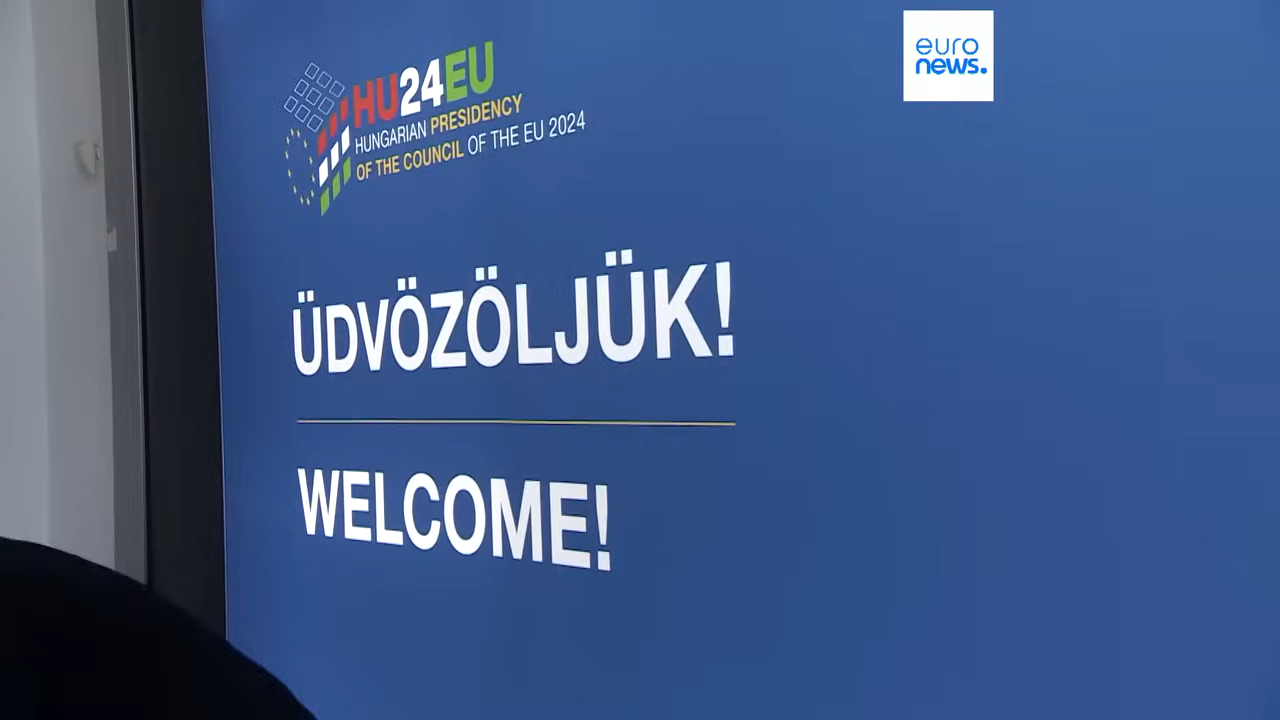 HU24EU
HUNGARIAN PRESIDENCY
OF THE COUNCIL OF THE EU 2024
ÜDVÖZÖLJÜK!
WELCOME!
euro
news.